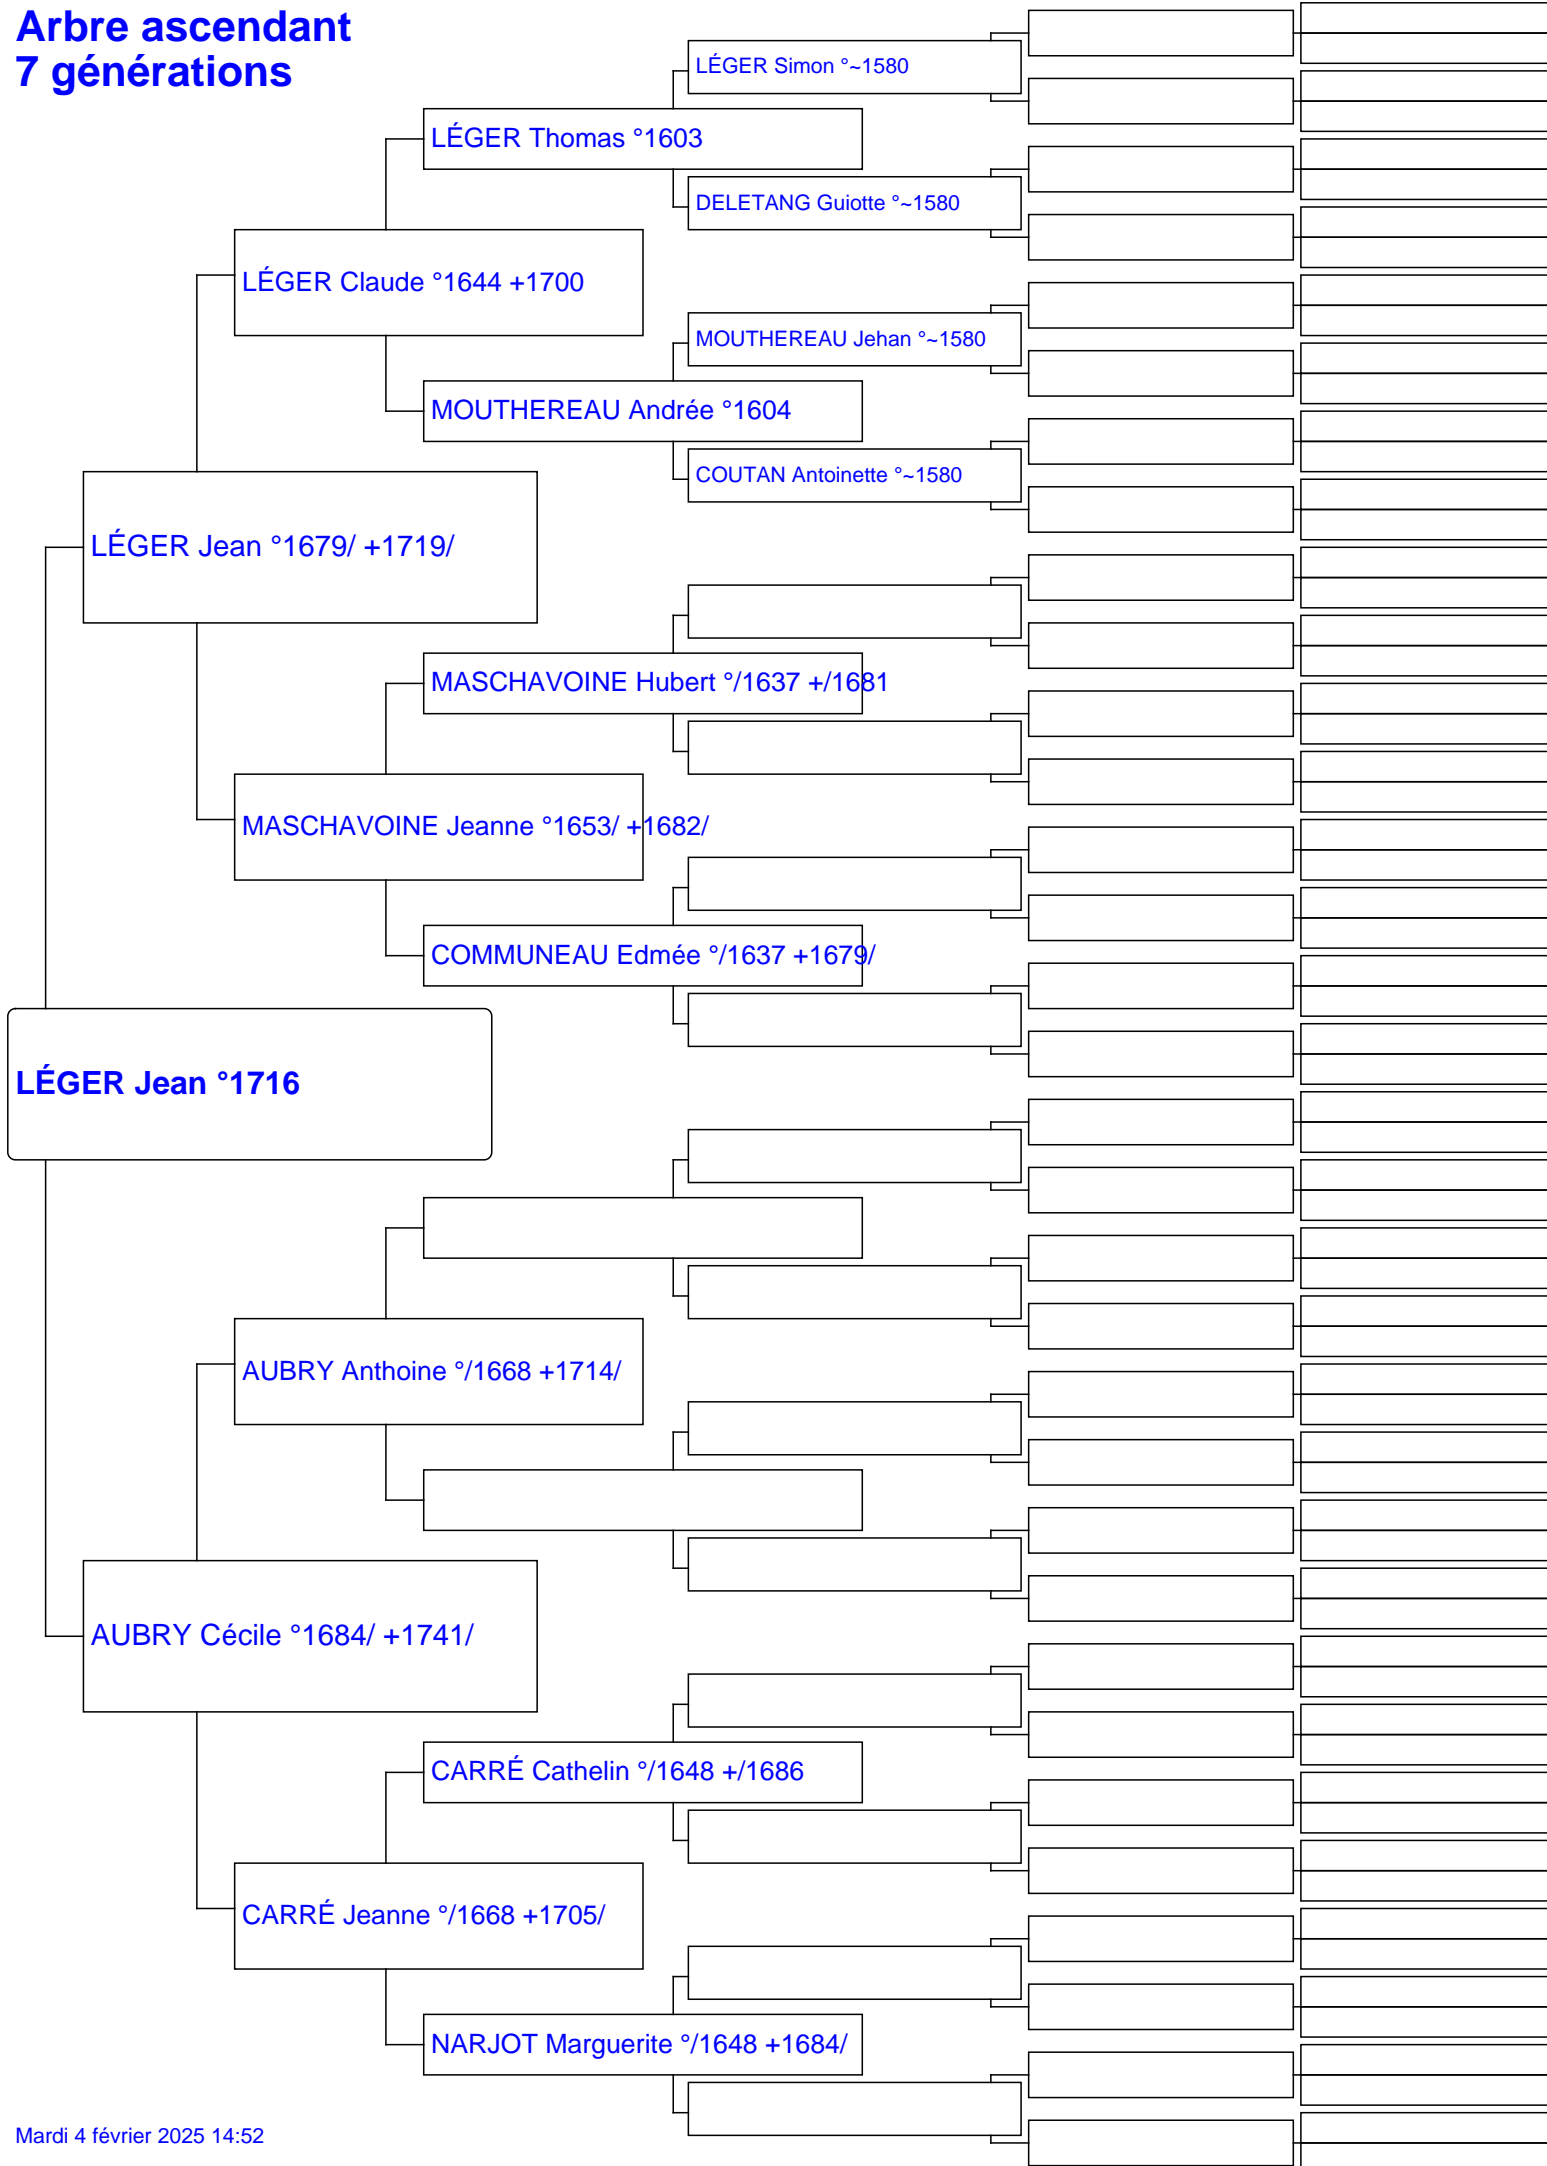 Arbre ascendant
7 générations
LÉGER Simon °~1580
LÉGER Thomas °1603
DELETANG Guiotte °~1580
LÉGER Claude °1644 +1700
MOUTHEREAU Jehan °~1580
MOUTHEREAU Andrée °1604
COUTAN Antoinette °~1580
LÉGER Jean °1679/ +1719/
MASCHAVOINE Hubert °/1637 +/1681
MASCHAVOINE Jeanne °1653/ +1682/
COMMUNEAU Edmée °/1637 +1679/
LÉGER Jean °1716
AUBRY Anthoine °/1668 +1714/
AUBRY Cécile °1684/ +1741/
CARRÉ Cathelin °/1648 +/1686
CARRÉ Jeanne °/1668 +1705/
NARJOT Marguerite °/1648 +1684/
Mardi 4 février 2025 14:52